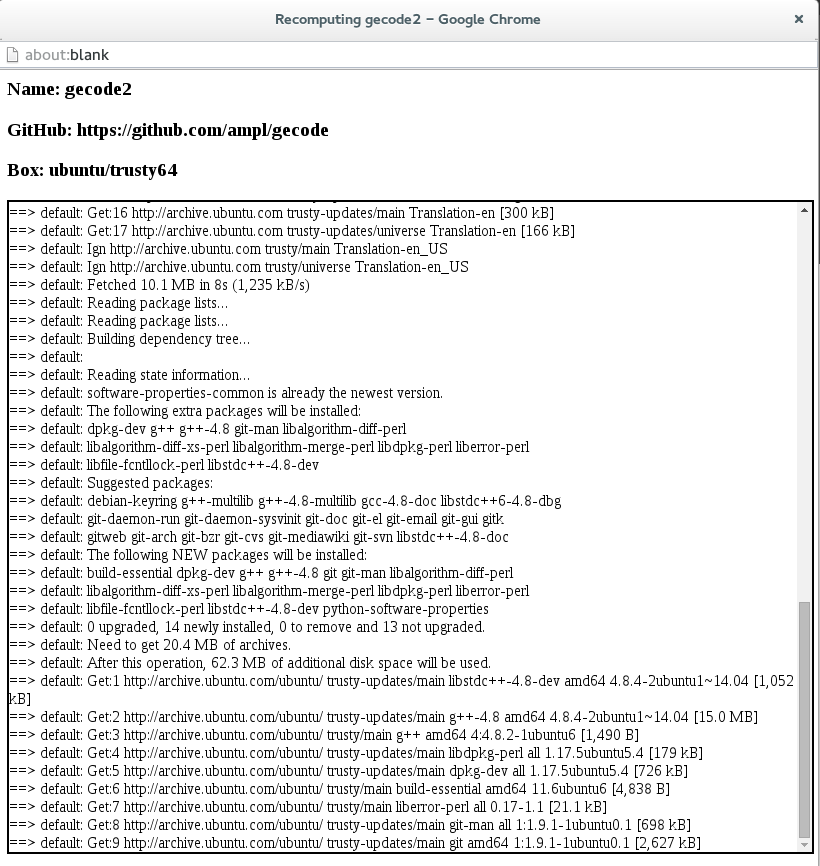 Recomputing gecode2 – Google Chrome
×
about:blank
Name: gecode2
GitHub: https://github.com/ampl/gecode
Box: ubuntu/trusty64
==> default: Get:16 http://archive.ubuntu.com trusty-updates/main Translation-en [300 kB]
==> default: Get:17 http://archive.ubuntu.com trusty-updates/universe Translation-en [166 kB]
==> default: Ign http://archive.ubuntu.com trusty/main Translation-en_US
==> default: Ign http://archive.ubuntu.com trusty/universe Translation-en_US
==> default: Fetched 10.1 MB in 8s (1,235 kB/s)
==> default: Reading package lists...
==> default: Reading package lists...
==> default: Building dependency tree...
==> default:
==> default: Reading state information...
==> default: software-properties-common is already the newest version.
==> default: The following extra packages will be installed:
==> default: dpkg-dev g++ g++-4.8 git-man libalgorithm-diff-perl
==> default: libalgorithm-diff-xs-perl libalgorithm-merge-perl libdpkg-perl liberror-perl
==> default: libfile-fcntllock-perl libstdc++-4.8-dev
==> default: Suggested packages:
==> default: debian-keyring g++-multilib g++-4.8-multilib gcc-4.8-doc libstdc++6-4.8-dbg
==> default: git-daemon-run git-daemon-sysvinit git-doc git-el git-email git-gui gitk
==> default: gitweb git-arch git-bzr git-cvs git-mediawiki git-svn libstdc++-4.8-doc
==> default: The following NEW packages will be installed:
==> default: build-essential dpkg-dev g++ g++-4.8 git git-man libalgorithm-diff-perl
==> default: libalgorithm-diff-xs-perl libalgorithm-merge-perl libdpkg-perl liberror-perl
==> default: libfile-fcntllock-perl libstdc++-4.8-dev python-software-properties
==> default: 0 upgraded, 14 newly installed, 0 to remove and 13 not upgraded.
==> default: Need to get 20.4 MB of archives.
==> default: After this operation, 62.3 MB of additional disk space will be used.
==> default: Get:1 http://archive.ubuntu.com/ubuntu/ trusty-updates/main libstdc++-4.8-dev amd64 4.8.4-2ubuntu1~14.04 [1,052
kB]
==> default: Get:2 http://archive.ubuntu.com/ubuntu/ trusty-updates/main g++-4.8 amd64 4.8.4-2ubuntu1~14.04 [15.0 MB]
==> default: Get:3 http://archive.ubuntu.com/ubuntu/ trusty/main g++ amd64 4:4.8.2-1ubuntu6 [1,490 B]
==> default: Get:4 http://archive.ubuntu.com/ubuntu/ trusty-updates/main libdpkg-perl all 1.17.5ubuntu5.4 [179 kB]
==> default: Get:5 http://archive.ubuntu.com/ubuntu/ trusty-updates/main dpkg-dev all 1.17.5ubuntu5.4 [726 kB]
==> default: Get:6 http://archive.ubuntu.com/ubuntu/ trusty/main build-essential amd64 11.6ubuntu6 [4,838 B]
==> default: Get:7 http://archive.ubuntu.com/ubuntu/ trusty/main liberror-perl all 0.17-1.1 [21.1 kB]
==> default: Get:8 http://archive.ubuntu.com/ubuntu/ trusty-updates/main git-man all 1:1.9.1-1ubuntu0.1 [698 kB]
==> default: Get:9 http://archive.ubuntu.com/ubuntu/ trusty-updates/main git amd64 1:1.9.1-1ubuntu0.1 [2,627 kB]